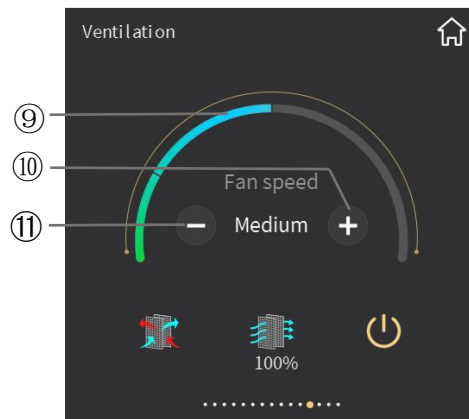 Ventilation
⑨
⑩
Fan speed
⑪
Medium
100%